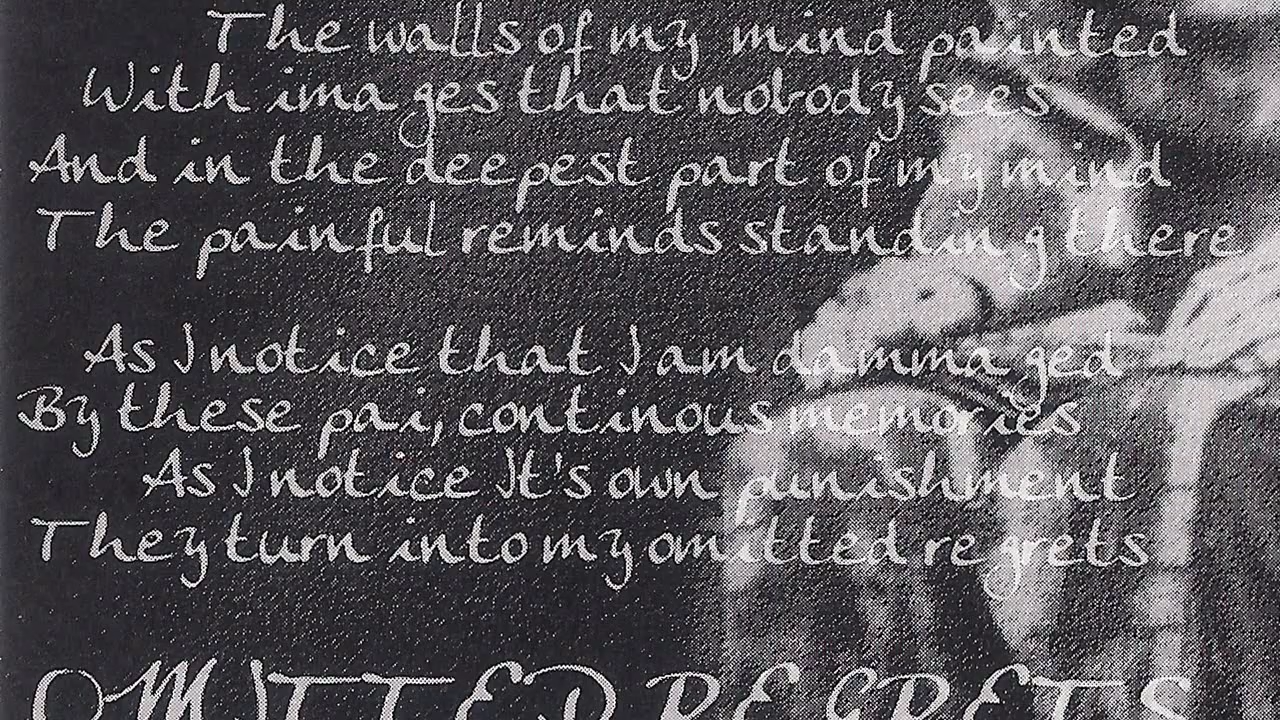 The walls of my mind painted
With images that nobody sees
And in the deepest part of my mind
The painful reminds standing there
As I notice that I am dammaged
By these pai, continous memories
As I notice It's own punishment
They turn into my omitted regrets
OMITTED REGRETS